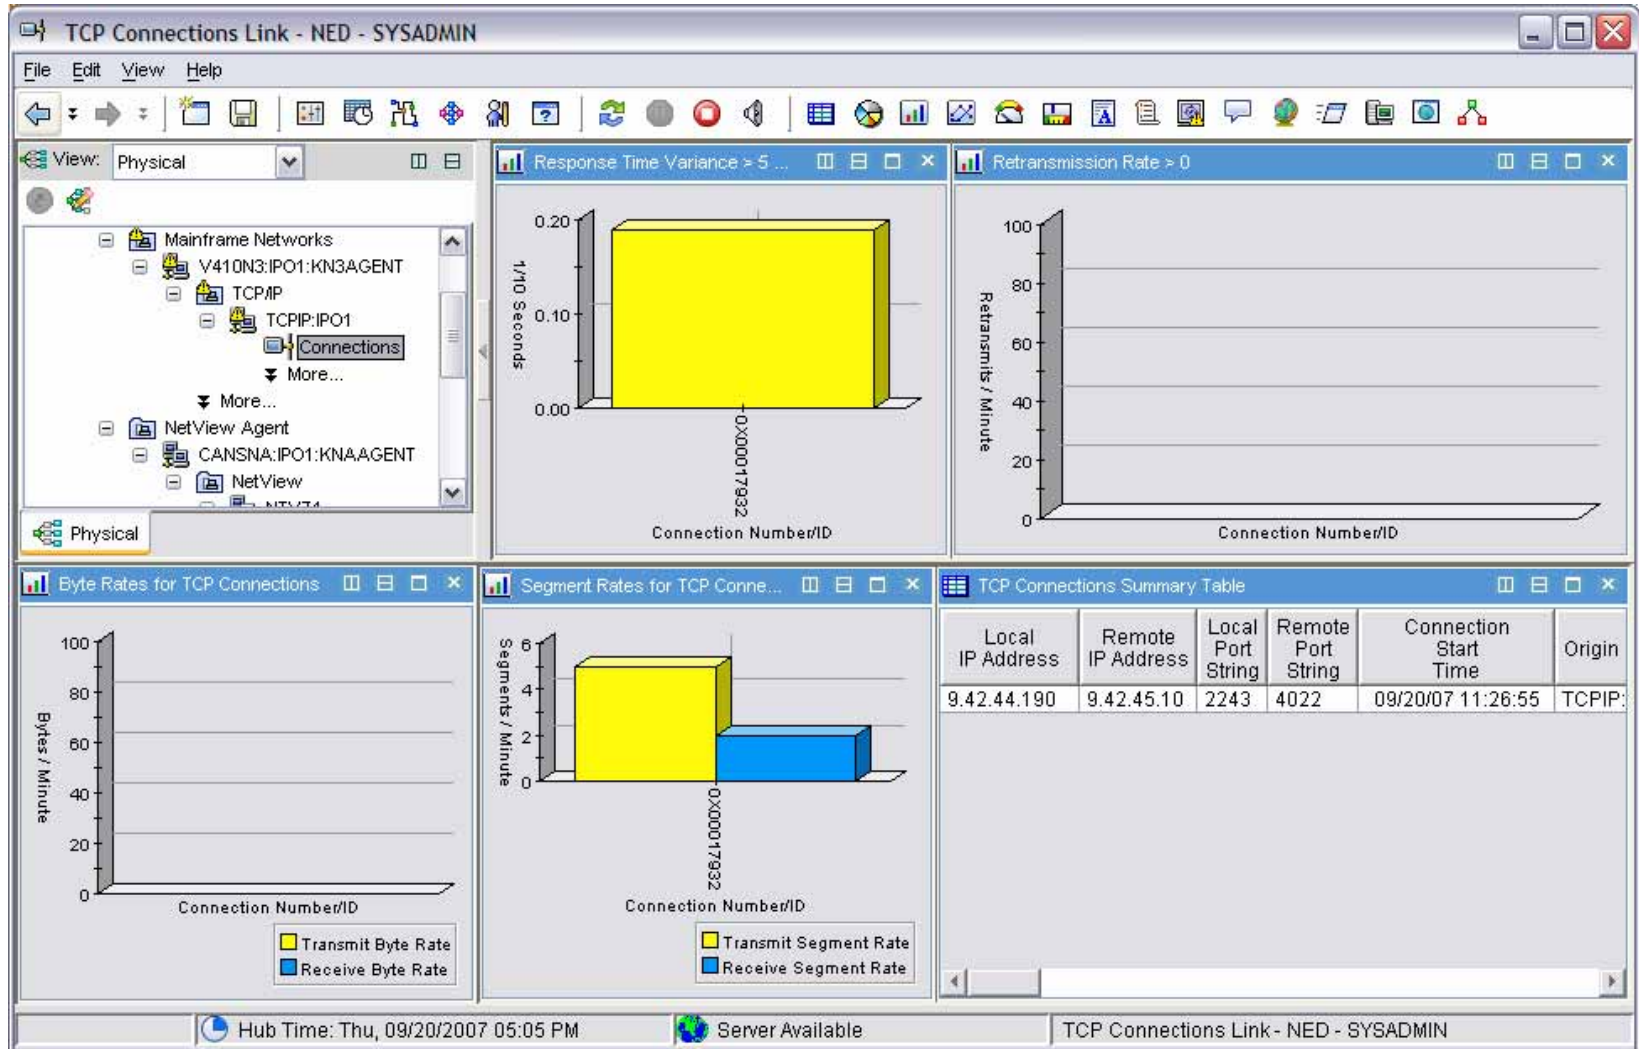 TCP Connections Link - NED - SYSADMIN
File Edit View Help
View: Physical
Mainframe Networks
V410N3:IPO1:KN3AGENT
TCP/IP
TCPIP:IPO1
Connections
More...
More...
NetView Agent
CANSNA:IPO1:KNAAGENT
NetView
Physical
Response Time Variance > 5 ...
0.20
0.10
0.00
1/10 Seconds
0X00017932
Connection Number/ID
Retransmission Rate > 0
100
80
60
40
20
0
Retransmits / Minute
Connection Number/ID
Byte Rates for TCP Connections
100
80
60
40
20
0
Bytes / Minute
Connection Number/ID
Transmit Byte Rate
Receive Byte Rate
Segment Rates for TCP Conne...
6
4
2
0
Segments / Minute
0X00017932
Connection Number/ID
Transmit Segment Rate
Receive Segment Rate
TCP Connections Summary Table
Local IP Address Remote IP Address Local Port String Remote Port String Connection Start Time Origin
9.42.44.190 9.42.45.10 2243 4022 09/20/07 11:26:55 TCPIP:
Hub Time: Thu, 09/20/2007 05:05 PM Server Available TCP Connections Link - NED - SYSADMIN